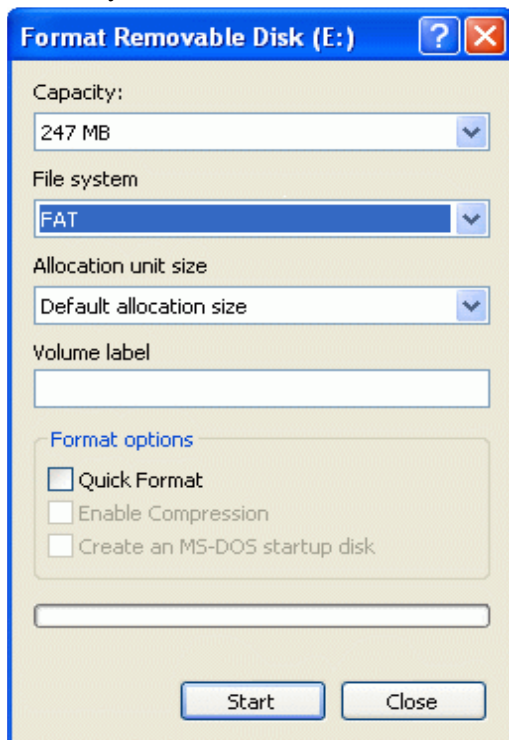 Format Removable Disk (E:)
Capacity:
247 MB
File system
FAT
Allocation unit size
Default allocation size
Volume label
Format options
Quick Format
Enable Compression
Create an MS-DOS startup disk
Start
Close